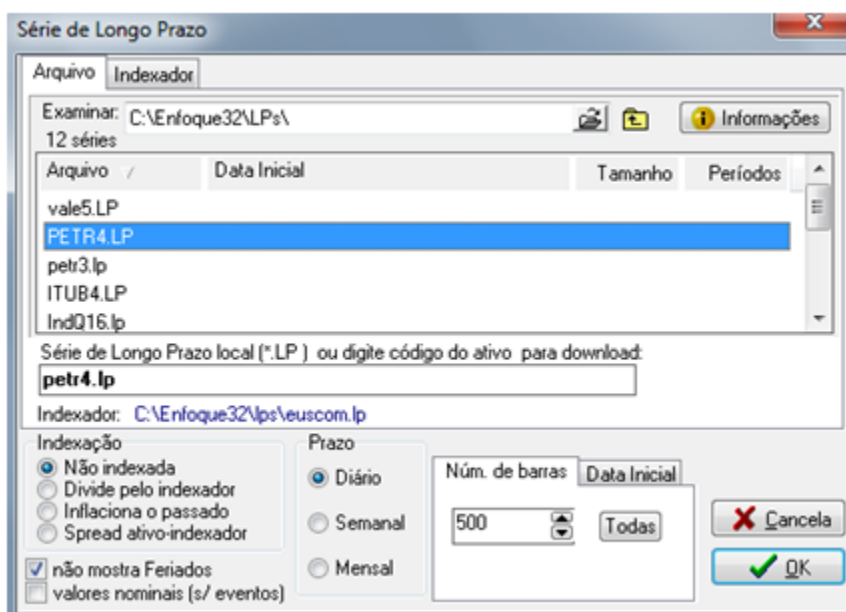 Série de Longo Prazo
Arquivo Indexador
Examinar: C:\Enfoque32\LPs\ Informações
12 séries
Arquivo Data Inicial Tamanho Períodos
vale5.LP
PETR4.LP
petr3.lp
ITUB4.LP
IndQ16.lp
Série de Longo Prazo local (*.LP ) ou digite código do ativo para download:
petr4.lp
Indexador: C:\Enfoque32\lps\euscom.lp
Indexação
Não indexada
Divide pelo indexador
Inflaciona o passado
Spread ativo-indexador
não mostra Feriados
valores nominais (s/ eventos)
Prazo
Diário
Semanal
Mensal
Núm. de barras Data Inicial
500 Todas
Cancela
OK